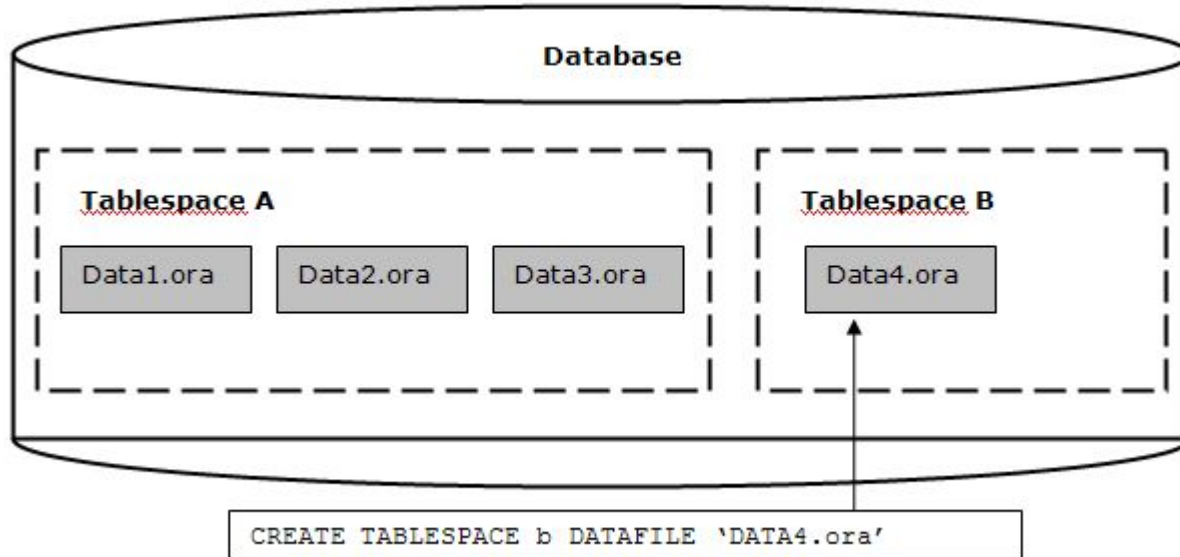 Database
Tablespace A
Tablespace B
Data1.ora
Data2.ora
Data3.ora
Data4.ora
CREATE TABLESPACE b DATAFILE ‘DATA4.ora’